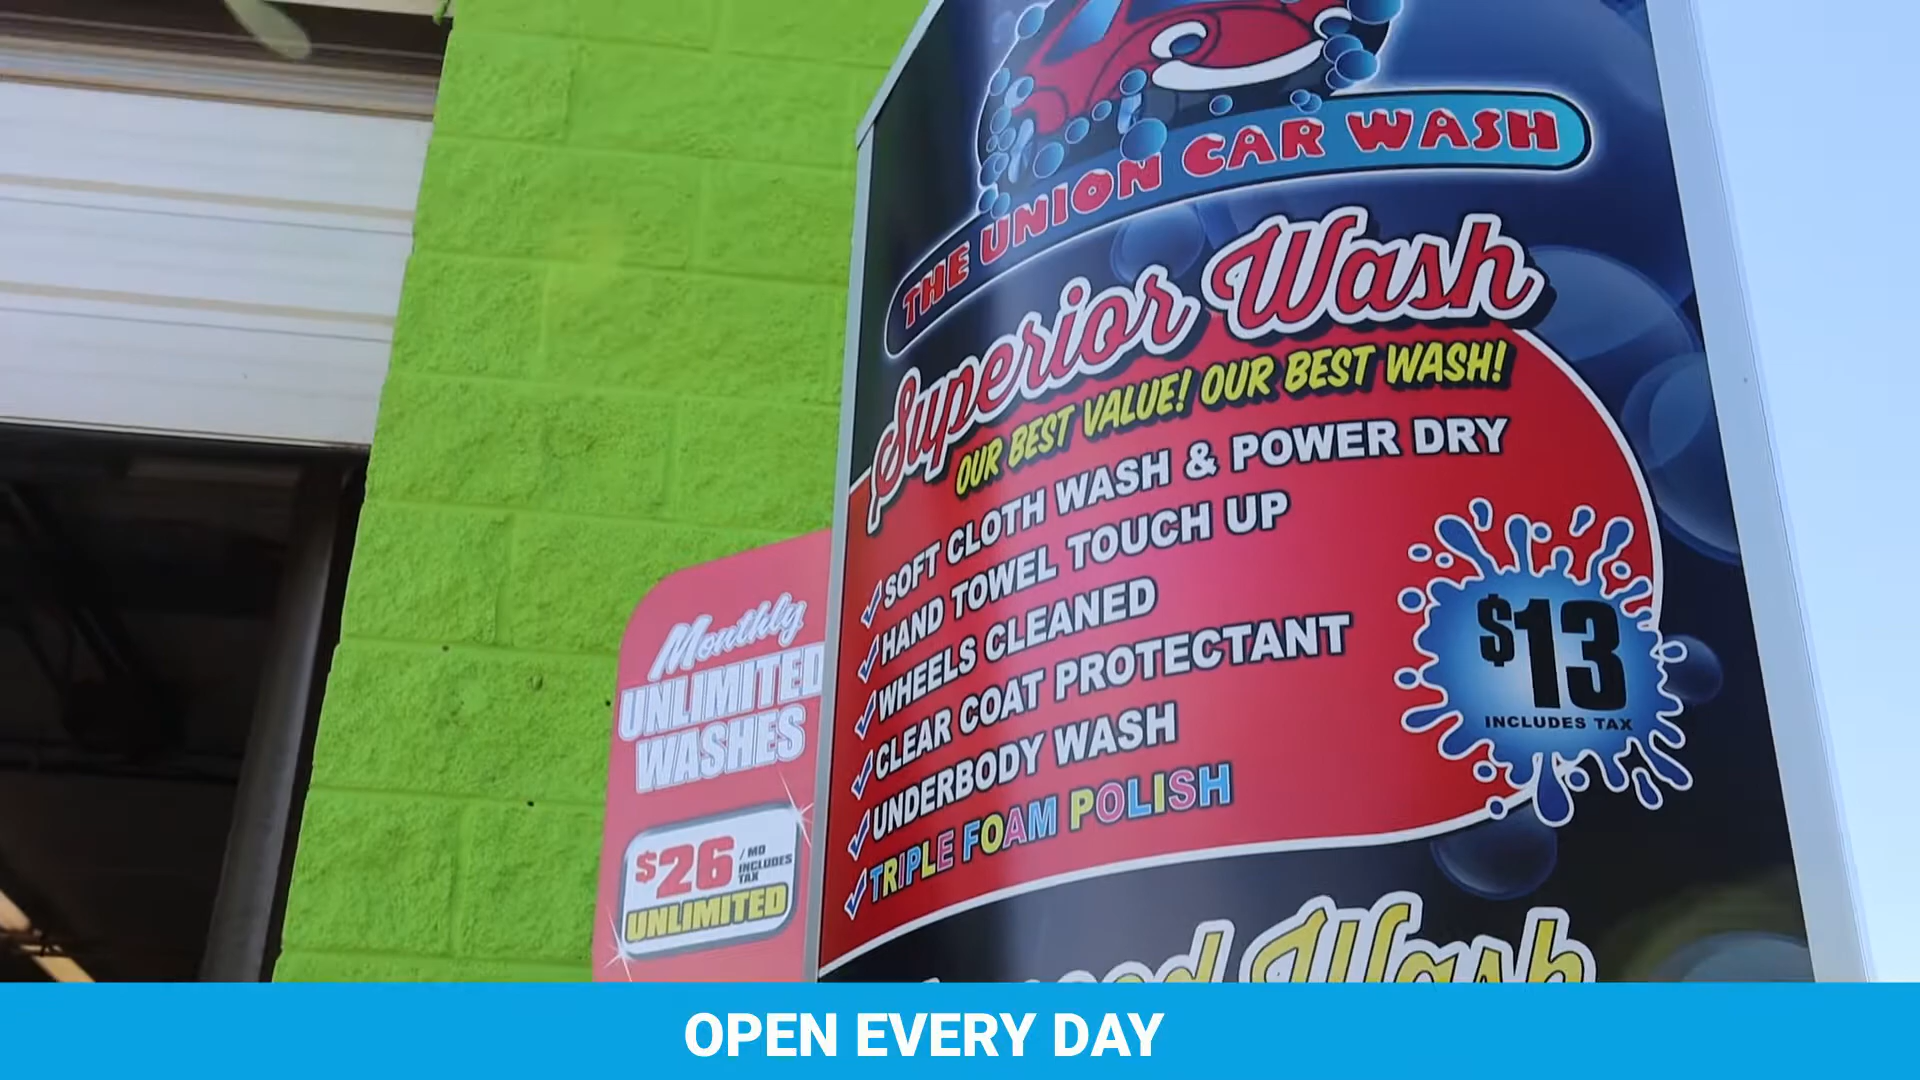 THE UNION CAR WASH
Superior Wash
OUR BEST VALUE! OUR BEST WASH!
SOFT CLOTH WASH & POWER DRY
HAND TOWEL TOUCH UP
WHEELS CLEANED
CLEAR COAT PROTECTANT
UNDERBODY WASH
TRIPLE FOAM POLISH
$13
INCLUDES TAX
Wash
Monthly
UNLIMITED
WASHES
$26 / MO
INCLUDES
TAX
UNLIMITED
OPEN EVERY DAY